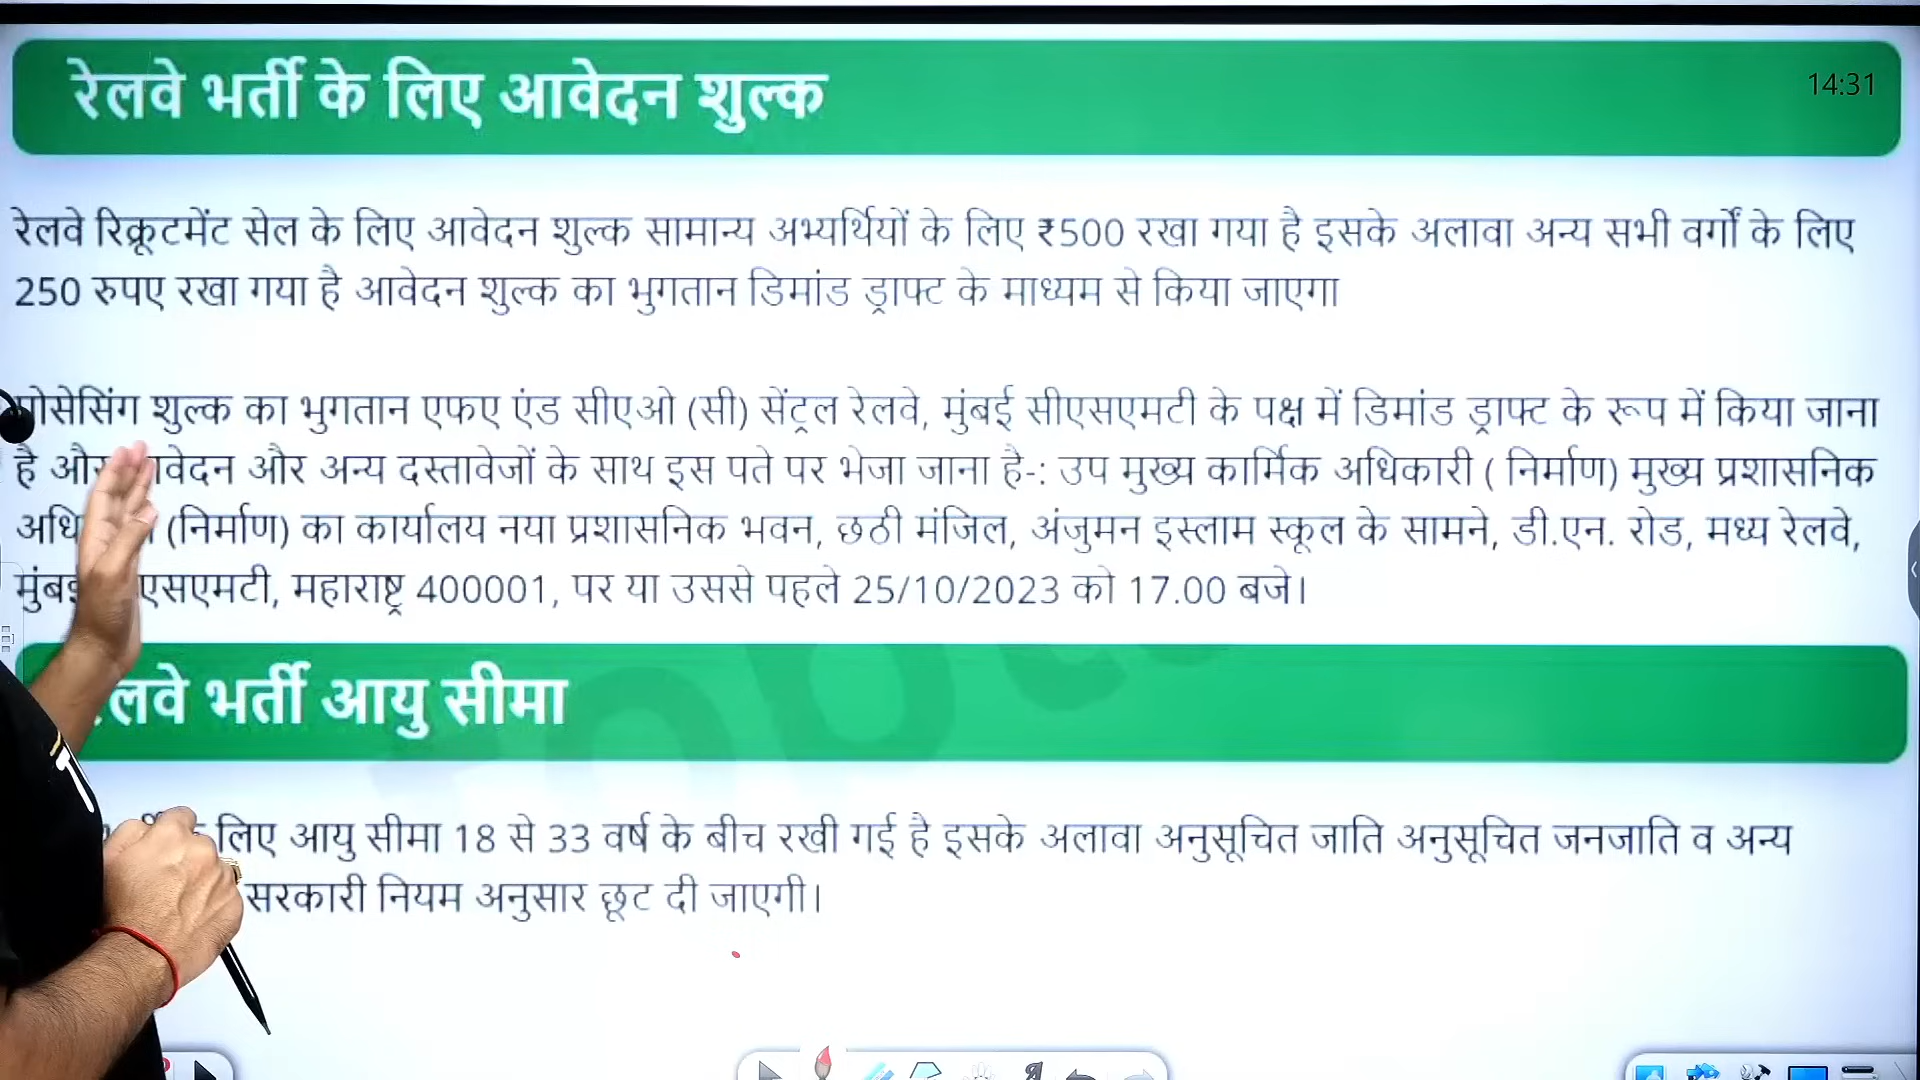 रेलवे भर्ती के लिए आवेदन शुल्क
14:31
रेलवे रिक्रूटमेंट सेल के लिए आवेदन शुल्क सामान्य अभ्यर्थियों के लिए ₹500 रखा गया है इसके अलावा अन्य सभी वर्गों के लिए
250 रुपए रखा गया है आवेदन शुल्क का भुगतान डिमांड ड्राफ्ट के माध्यम से किया जाएगा
शुल्क का भुगतान एफए एंड सीएओ (सी) सेंट्रल रेलवे, मुंबई सीएसएमटी के पक्ष में डिमांड ड्राफ्ट के रूप में किया जाना
है और आवेदन और अन्य दस्तावेजों के साथ इस पते पर भेजा जाना है-: उप मुख्य कार्मिक अधिकारी ( निर्माण) मुख्य प्रशासनिक
(निर्माण) का कार्यालय नया प्रशासनिक भवन, छठी मंजिल, अंजुमन इस्लाम स्कूल के सामने, डी.एन. रोड, मध्य रेलवे,
महाराष्ट्र 400001, पर या उससे पहले 25/10/2023 को 17.00 बजे।
रेलवे भर्ती आयु सीमा
लिए आयु सीमा 18 से 33 वर्ष के बीच रखी गई है इसके अलावा अनुसूचित जाति अनुसूचित जनजाति व अन्य
सरकारी नियम अनुसार छूट दी जाएगी।